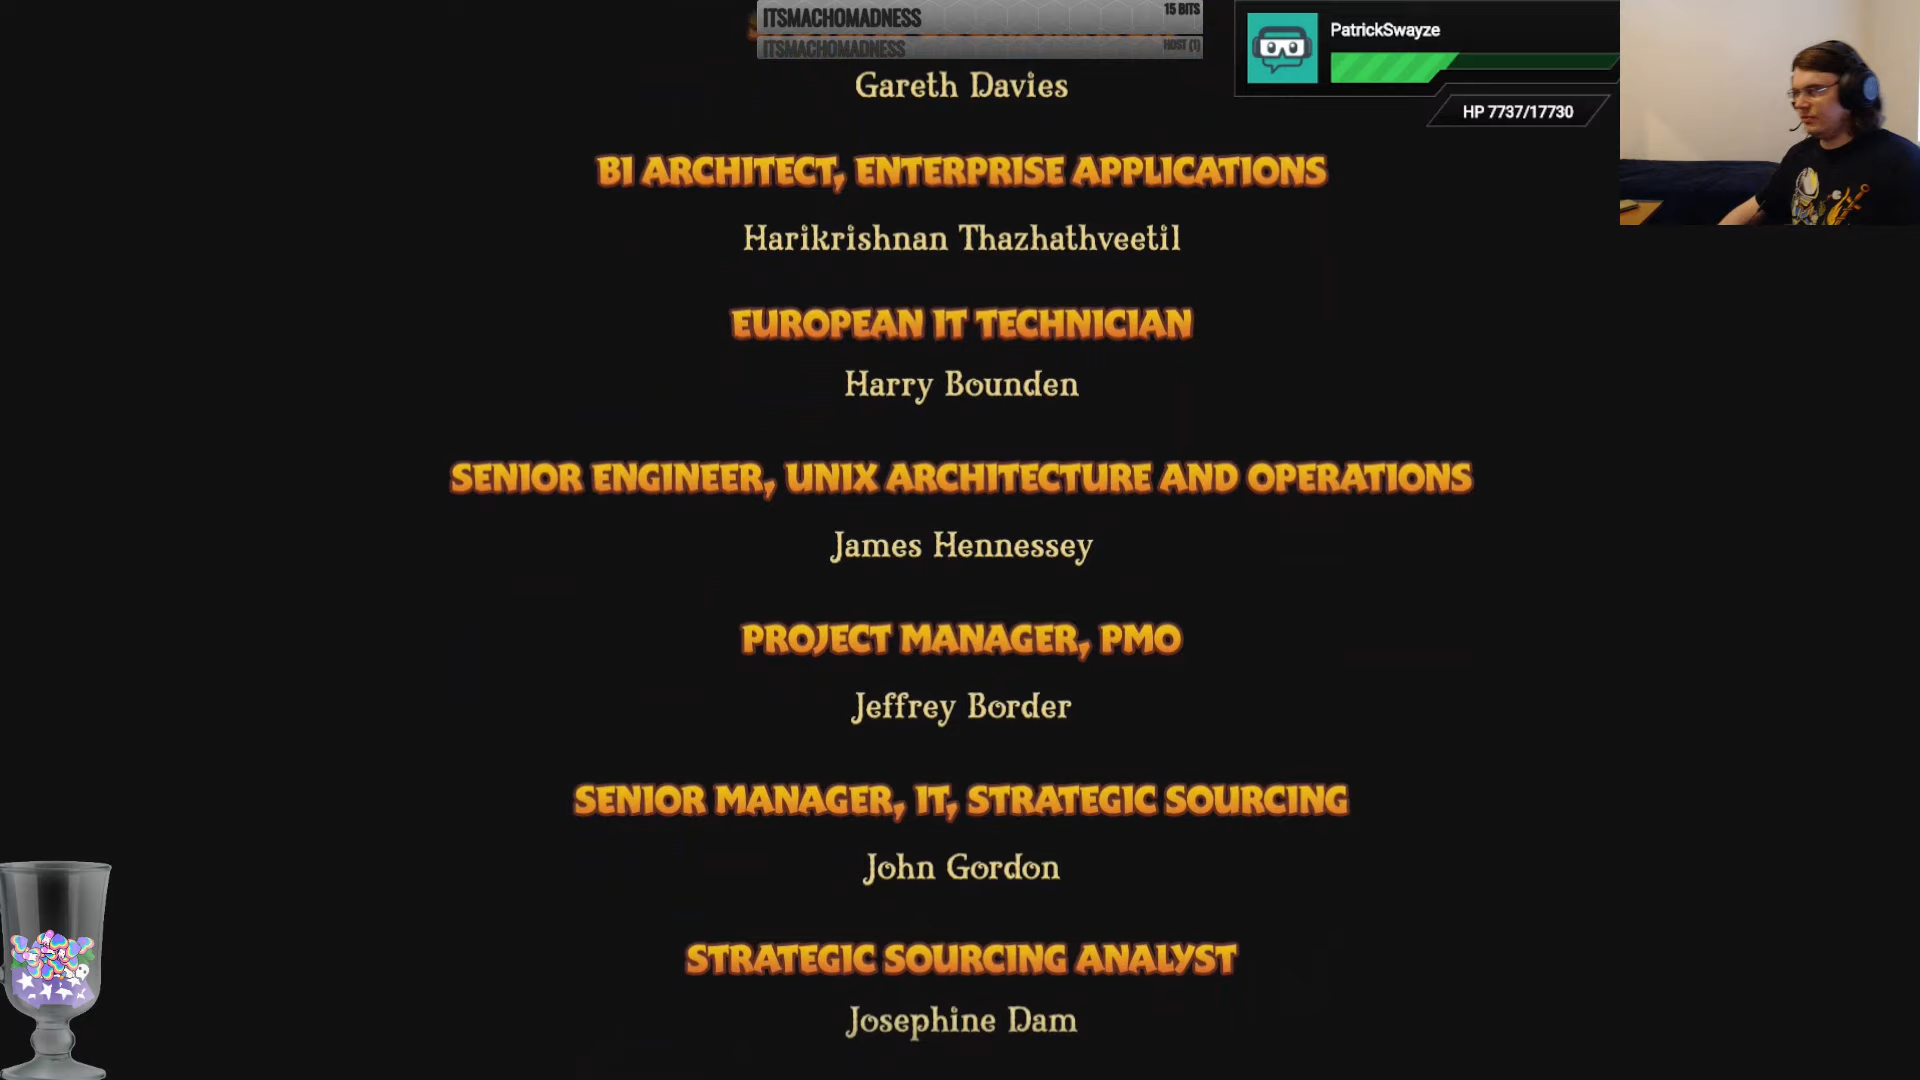 ITSMACHOMADNESS
15 BITS
ITSMACHOMADNESS
HOST (1)
PatrickSwayze
HP 7737/17730
Gareth Davies
BI ARCHITECT, ENTERPRISE APPLICATIONS
Harikrishnan Thazhathveetil
EUROPEAN IT TECHNICIAN
Harry Bounden
SENIOR ENGINEER, UNIX ARCHITECTURE AND OPERATIONS
James Hennessey
PROJECT MANAGER, PMO
Jeffrey Border
SENIOR MANAGER, IT, STRATEGIC SOURCING
John Gordon
STRATEGIC SOURCING ANALYST
Josephine Dam